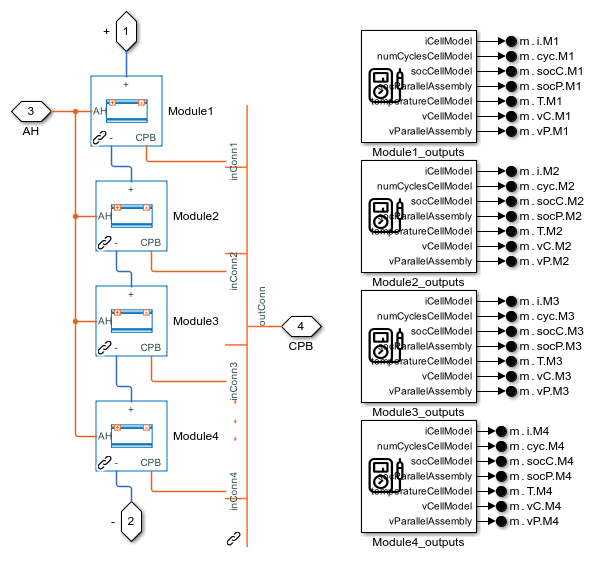 + 1
+
3
AH
AH
Module1
- CPB
inConn1
+
AH
Module2
- CPB
inConn2
+
AH
Module3
- CPB
inConn3
+
AH
Module4
- CPB
inConn4
- 2
outConn
4
CPB
iCellModel m.i.M1
numCyclesCellModel m.cyc.M1
socCellModel m.socC.M1
socParallelAssembly m.socP.M1
temperatureCellModel m.T.M1
vCellModel m.vC.M1
vParallelAssembly m.vP.M1
Module1_outputs
iCellModel m.i.M2
numCyclesCellModel m.cyc.M2
socCellModel m.socC.M2
socParallelAssembly m.socP.M2
temperatureCellModel m.T.M2
vCellModel m.vC.M2
vParallelAssembly m.vP.M2
Module2_outputs
iCellModel m.i.M3
numCyclesCellModel m.cyc.M3
socCellModel m.socC.M3
socParallelAssembly m.socP.M3
temperatureCellModel m.T.M3
vCellModel m.vC.M3
vParallelAssembly m.vP.M3
Module3_outputs
iCellModel m.i.M4
numCyclesCellModel m.cyc.M4
socCellModel m.socC.M4
socParallelAssembly m.socP.M4
temperatureCellModel m.T.M4
vCellModel m.vC.M4
vParallelAssembly m.vP.M4
Module4_outputs